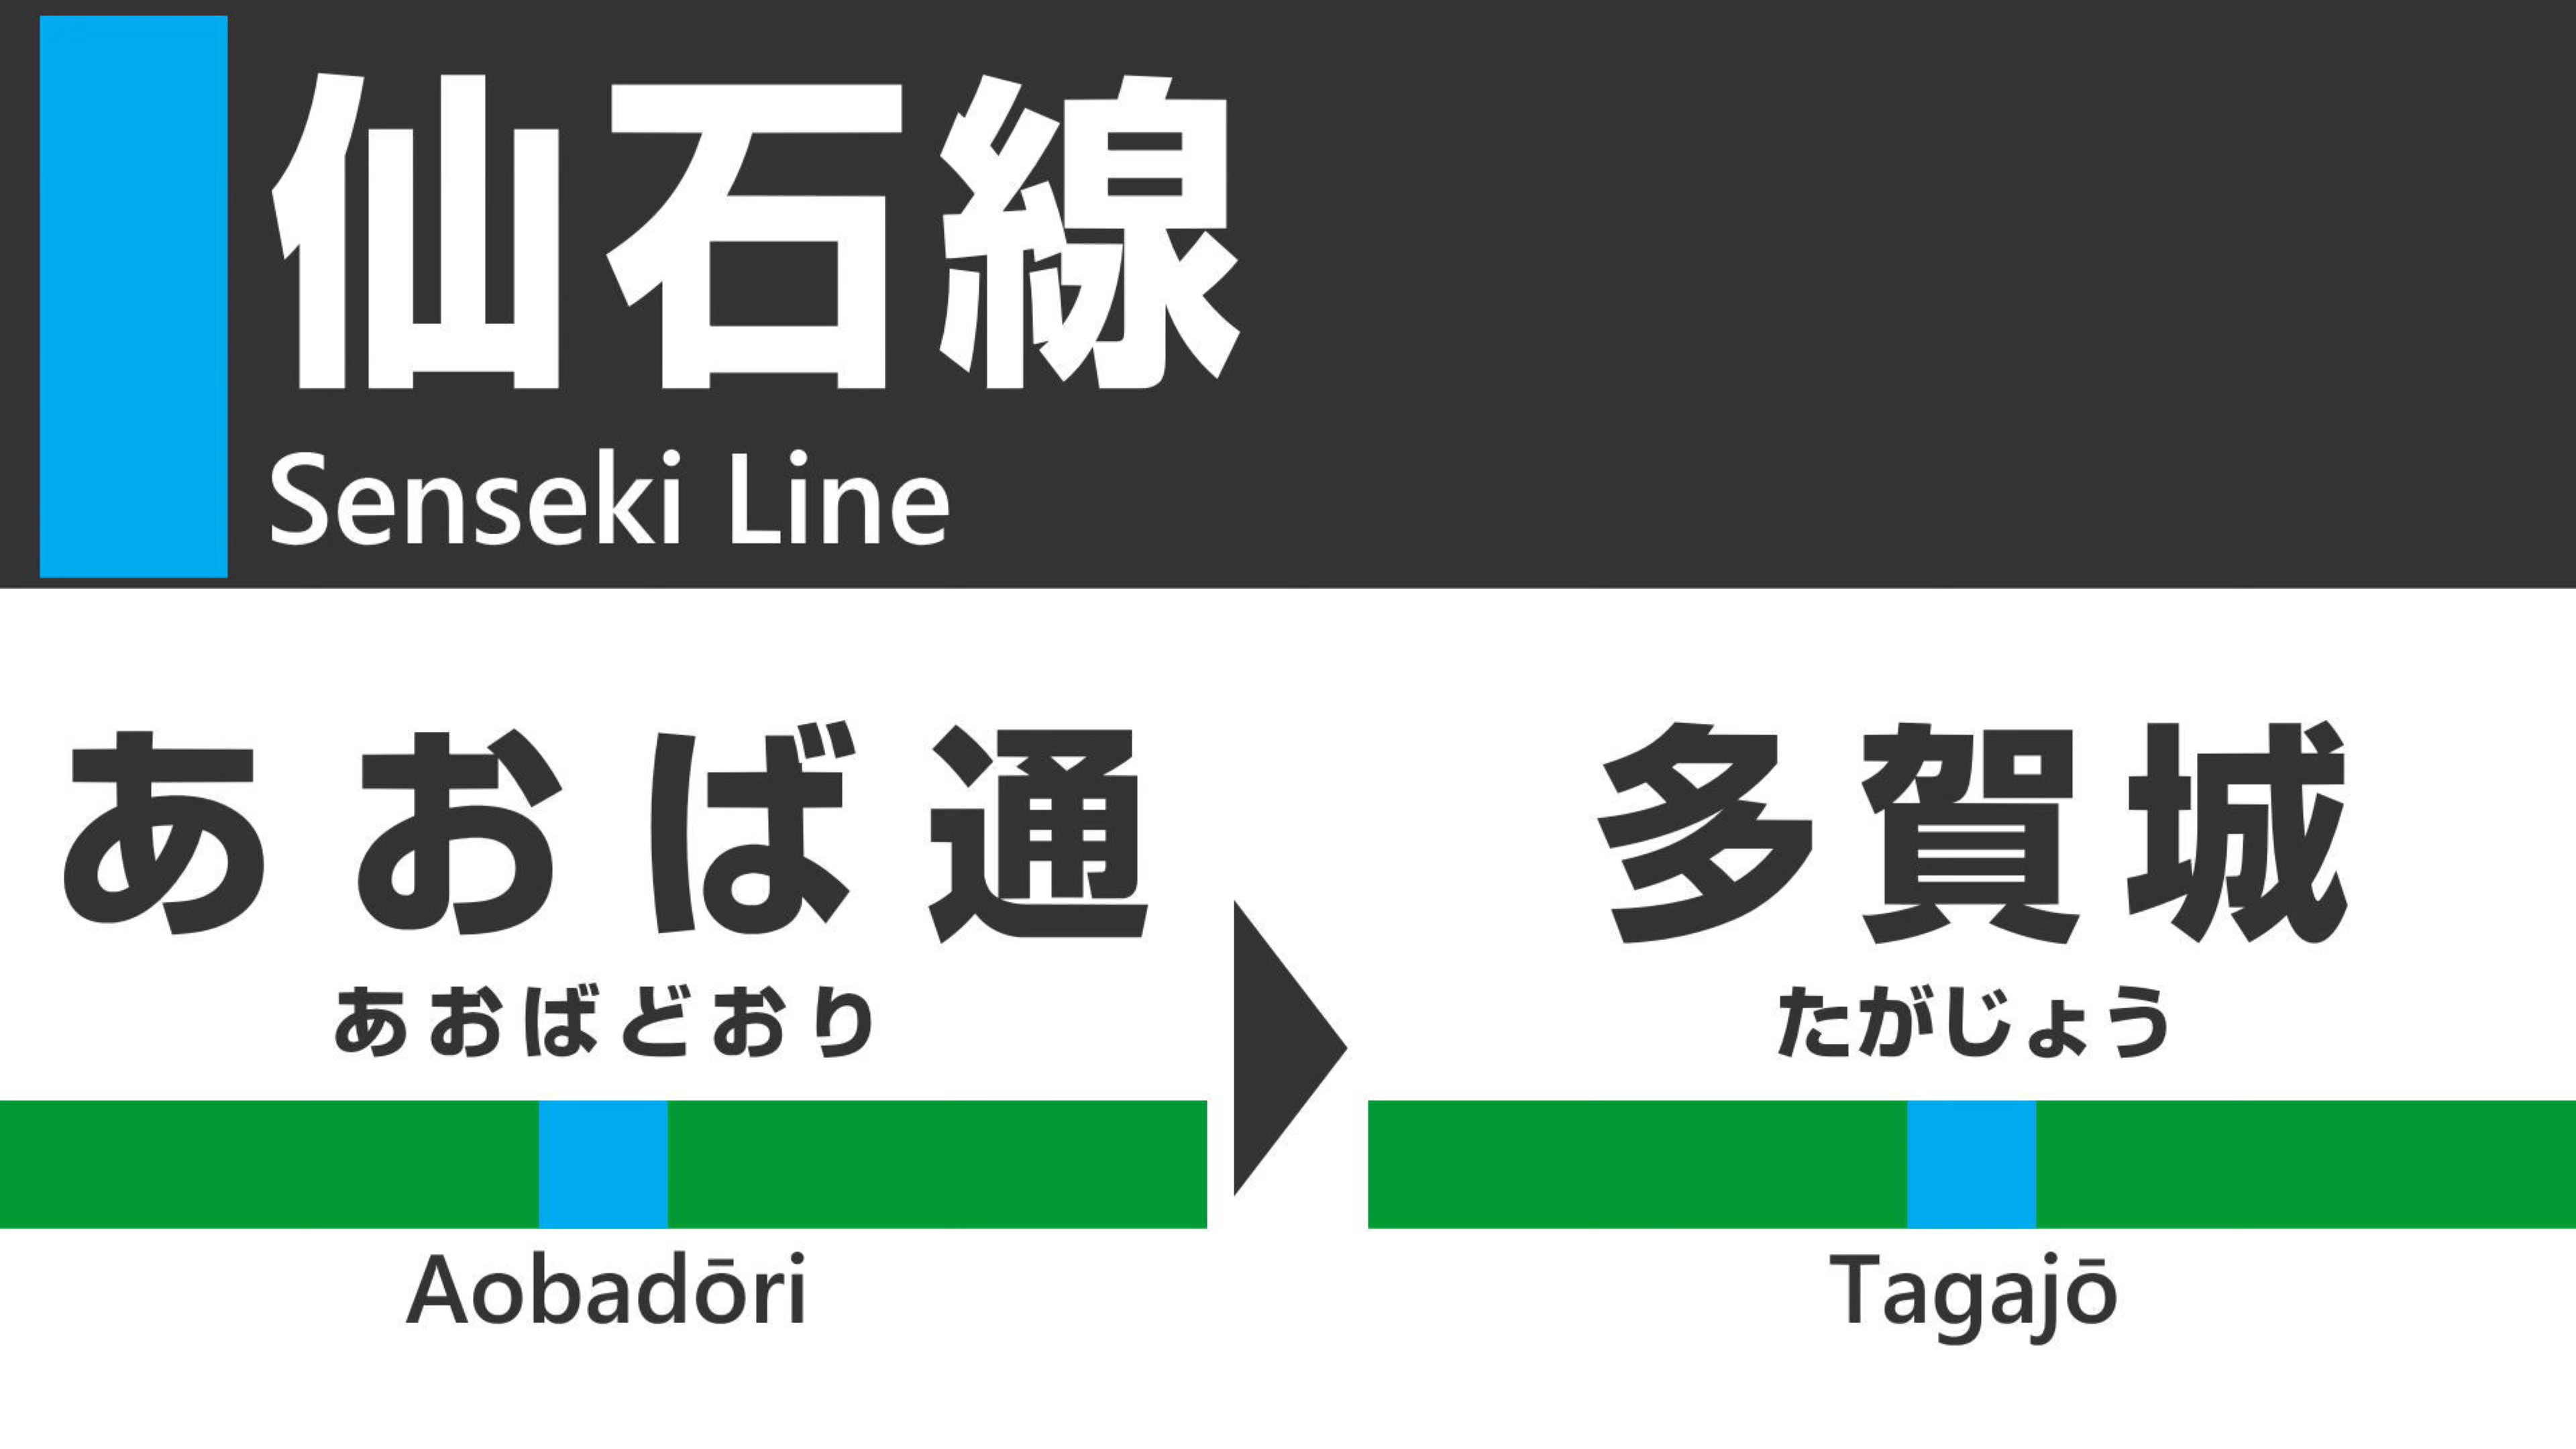 仙石線
Senseki Line
あおば通
あおばどおり
Aobadōri
多賀城
たがじょう
Tagajō